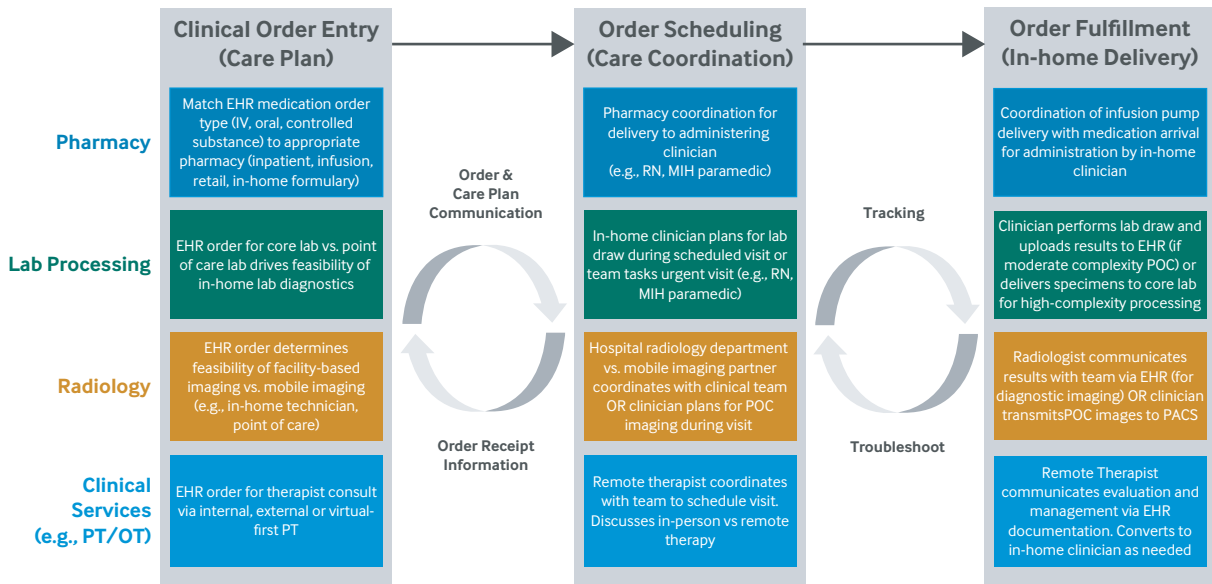 Clinical Order Entry
(Care Plan)
Order Scheduling
(Care Coordination)
Order Fulfillment
(In-home Delivery)
Pharmacy
Match EHR medication order
type (IV, oral, controlled
substance) to appropriate
pharmacy (inpatient, infusion,
retail, in-home formulary)
Pharmacy coordination for
delivery to administering
clinician
(e.g., RN, MIH paramedic)
Coordination of infusion pump
delivery with medication arrival
for administration by in-home
clinician
Order &
Care Plan
Communication
Tracking
Lab Processing
EHR order for core lab vs. point
of care lab drives feasibility of
in-home lab diagnostics
In-home clinician plans for lab
draw during scheduled visit or
team tasks urgent visit (e.g., RN,
MIH paramedic)
Clinician performs lab draw and
uploads results to EHR (if
moderate complexity POC) or
delivers specimens to core lab
for high-complexity processing
Radiology
EHR order determines
feasibility of facility-based
imaging vs. mobile imaging
(e.g., in-home technician,
point of care)
Hospital radiology department
vs. mobile imaging partner
coordinates with clinical team
OR clinician plans for POC
imaging during visit
Radiologist communicates
results with team via EHR (for
diagnostic imaging) OR clinician
transmitsPOC images to PACS
Order Receipt
Information
Troubleshoot
Clinical
Services
(e.g., PT/OT)
EHR order for therapist consult
via internal, external or virtual-
first PT
Remote therapist coordinates
with team to schedule visit.
Discusses in-person vs remote
therapy
Remote Therapist
communicates evaluation and
management via EHR
documentation. Converts to
in-home clinician as needed